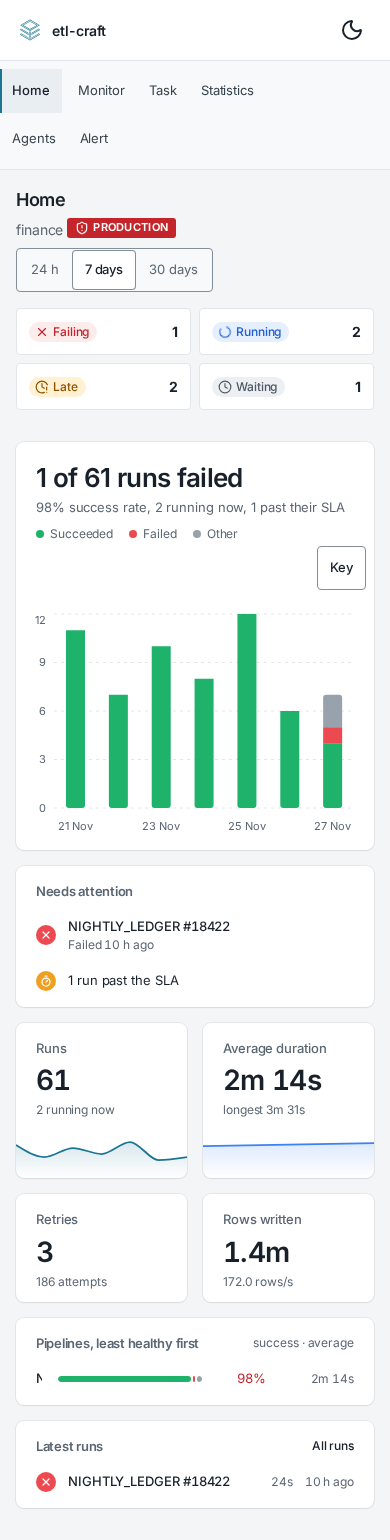 etl-craft
Home Monitor Task Statistics
Agents Alert
Home
finance PRODUCTION
24 h 7 days 30 days
Failing 1
Running 2
Late 2
Waiting 1
1 of 61 runs failed
98% success rate, 2 running now, 1 past their SLA
Succeeded Failed Other
Key
12
9
6
3
0
21 Nov 23 Nov 25 Nov 27 Nov
Needs attention
NIGHTLY_LEDGER #18422
Failed 10 h ago
1 run past the SLA
Runs
61
2 running now
Average duration
2m 14s
longest 3m 31s
Retries
3
186 attempts
Rows written
1.4m
172.0 rows/s
Pipelines, least healthy first success · average
98% 2m 14s
Latest runs All runs
NIGHTLY_LEDGER #18422 24s 10 h ago